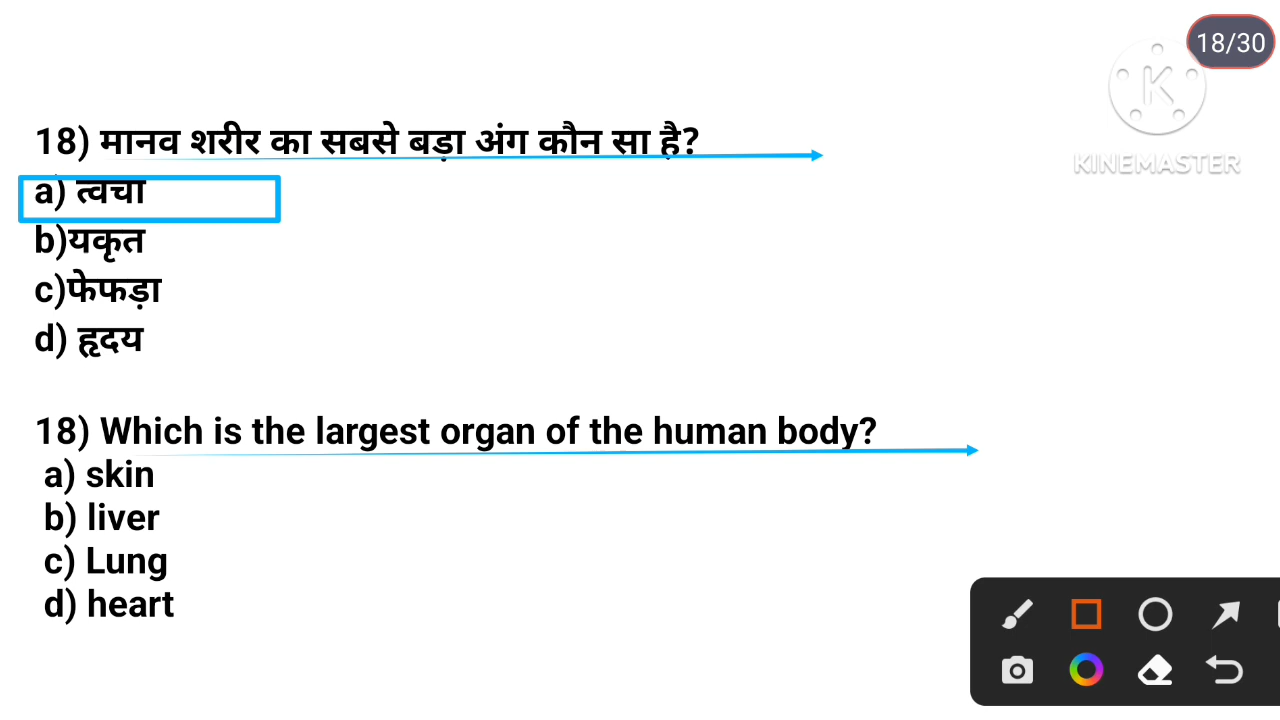 18/30
KINEMASTER
18) मानव शरीर का सबसे बड़ा अंग कौन सा है?
a) त्वचा
b)यकृत
c)फेफड़ा
d) हृदय
18) Which is the largest organ of the human body?
a) skin
b) liver
c) Lung
d) heart